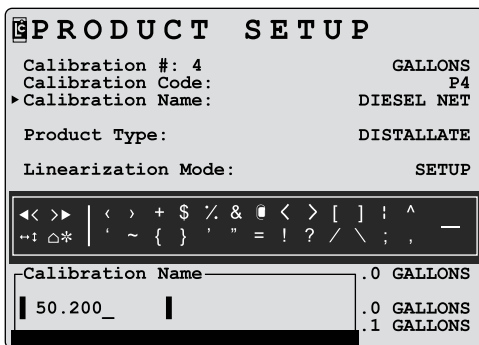 PRODUCT SETUP
Calibration #: 4 GALLONS
Calibration Code: P4
▸Calibration Name: DIESEL NET
Product Type: DISTALLATE
Linearization Mode: SETUP
‹ › + $ % & < > [ ] ¦ ^
‘ ~ { } ’ ” = ! ? / \ ; , _
Calibration Name .0 GALLONS
50.200_ .0 GALLONS
.1 GALLONS